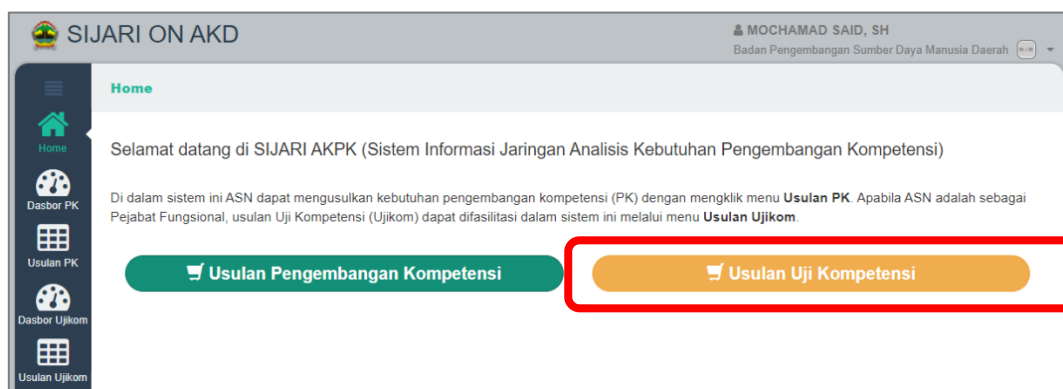 SIJARI ON AKD
MOCHAMAD SAID, SH
Badan Pengembangan Sumber Daya Manusia Daerah
Home
Home
Selamat datang di SIJARI AKPK (Sistem Informasi Jaringan Analisis Kebutuhan Pengembangan Kompetensi)
Dasbor PK
Di dalam sistem ini ASN dapat mengusulkan kebutuhan pengembangan kompetensi (PK) dengan mengklik menu Usulan PK. Apabila ASN adalah sebagai
Pejabat Fungsional, usulan Uji Kompetensi (Ujikom) dapat difasilitasi dalam sistem ini melalui menu Usulan Ujikom.
Usulan PK
Usulan Pengembangan Kompetensi
Usulan Uji Kompetensi
Dasbor Ujikom
Usulan Ujikom